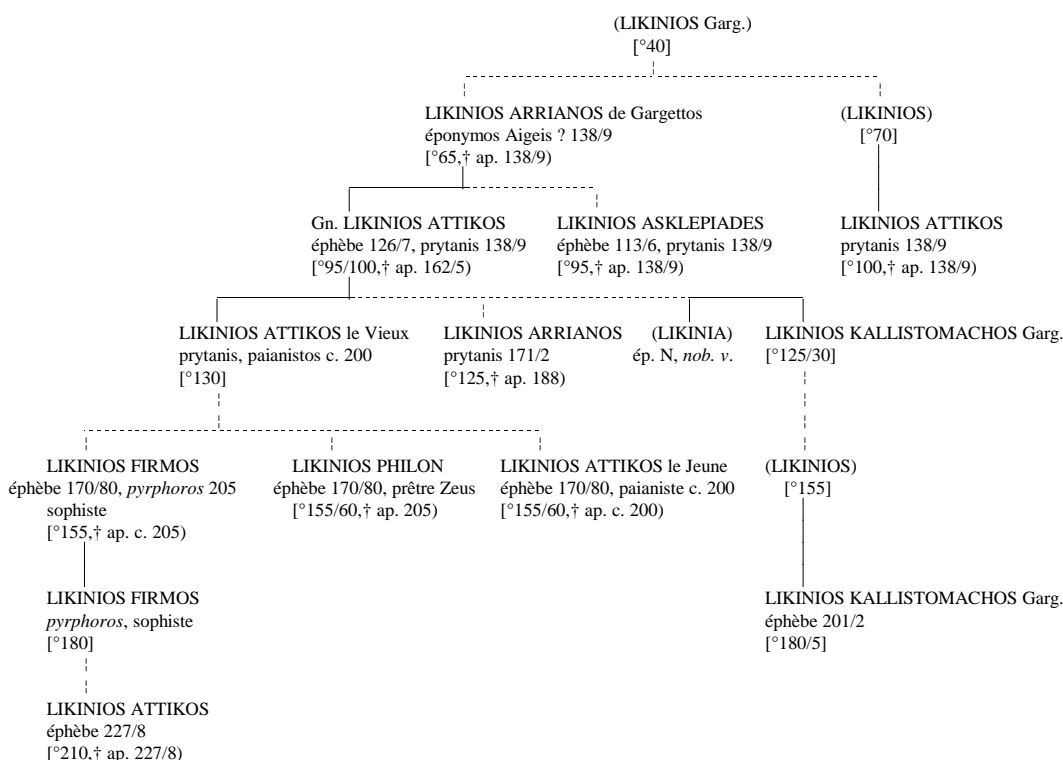 (LIKINIOS Garg.)
[°40]
LIKINIOS ARRIANOS de Gargettos
éponymos Aigeis ? 138/9
[°65,† ap. 138/9)
(LIKINIOS)
[°70]
Gn. LIKINIOS ATTIKOS
éphèbe 126/7, prytanis 138/9
[°95/100,† ap. 162/5)
LIKINIOS ASKLEPIADES
éphèbe 113/6, prytanis 138/9
[°95,† ap. 138/9)
LIKINIOS ATTIKOS
prytanis 138/9
[°100,† ap. 138/9)
LIKINIOS ATTIKOS le Vieux
prytanis, paianistos c. 200
[°130]
LIKINIOS ARRIANOS
prytanis 171/2
[°125,† ap. 188)
(LIKINIA)
ép. N, nob. v.
LIKINIOS KALLISTOMACHOS Garg.
[°125/30]
LIKINIOS FIRMOS
éphèbe 170/80, pyrphoros 205
sophiste
[°155,† ap. c. 205)
LIKINIOS PHILON
éphèbe 170/80, prêtre Zeus
[°155/60,† ap. 205)
LIKINIOS ATTIKOS le Jeune
éphèbe 170/80, paianiste c. 200
[°155/60,† ap. c. 200)
(LIKINIOS)
[°155]
LIKINIOS FIRMOS
pyrphoros, sophiste
[°180]
LIKINIOS KALLISTOMACHOS Garg.
éphèbe 201/2
[°180/5]
LIKINIOS ATTIKOS
éphèbe 227/8
[°210,† ap. 227/8)